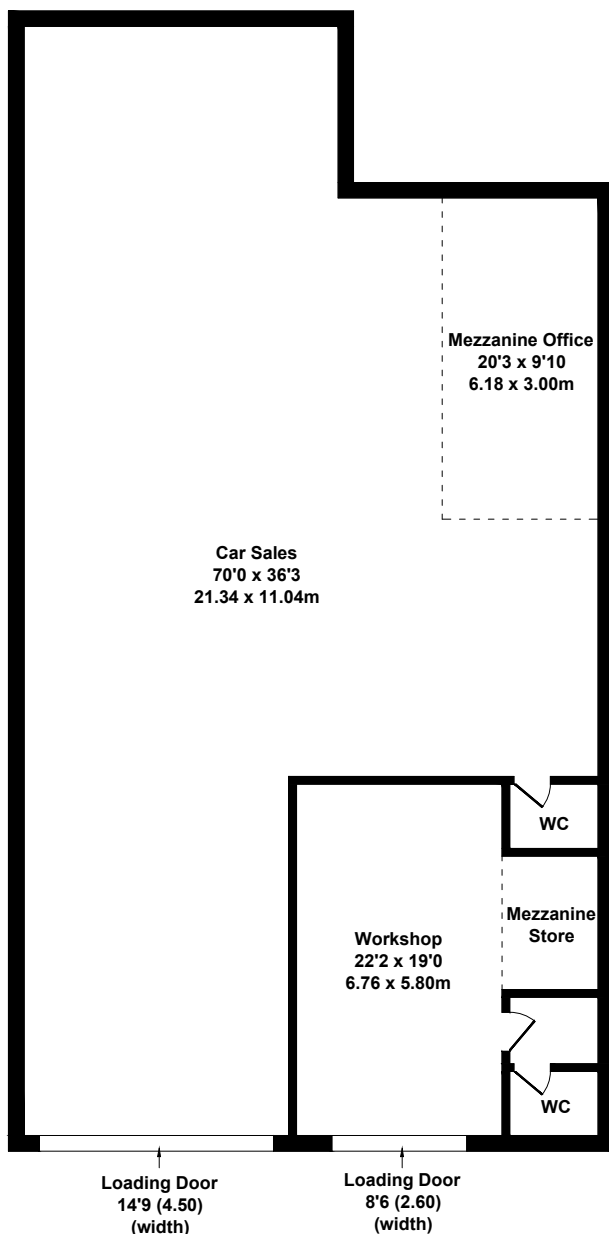 Mezzanine Office
20'3 x 9'10
6.18 x 3.00m
Car Sales
70'0 x 36'3
21.34 x 11.04m
WC
Mezzanine
Store
Workshop
22'2 x 19'0
6.76 x 5.80m
WC
Loading Door
14'9 (4.50)
(width)
Loading Door
8'6 (2.60)
(width)